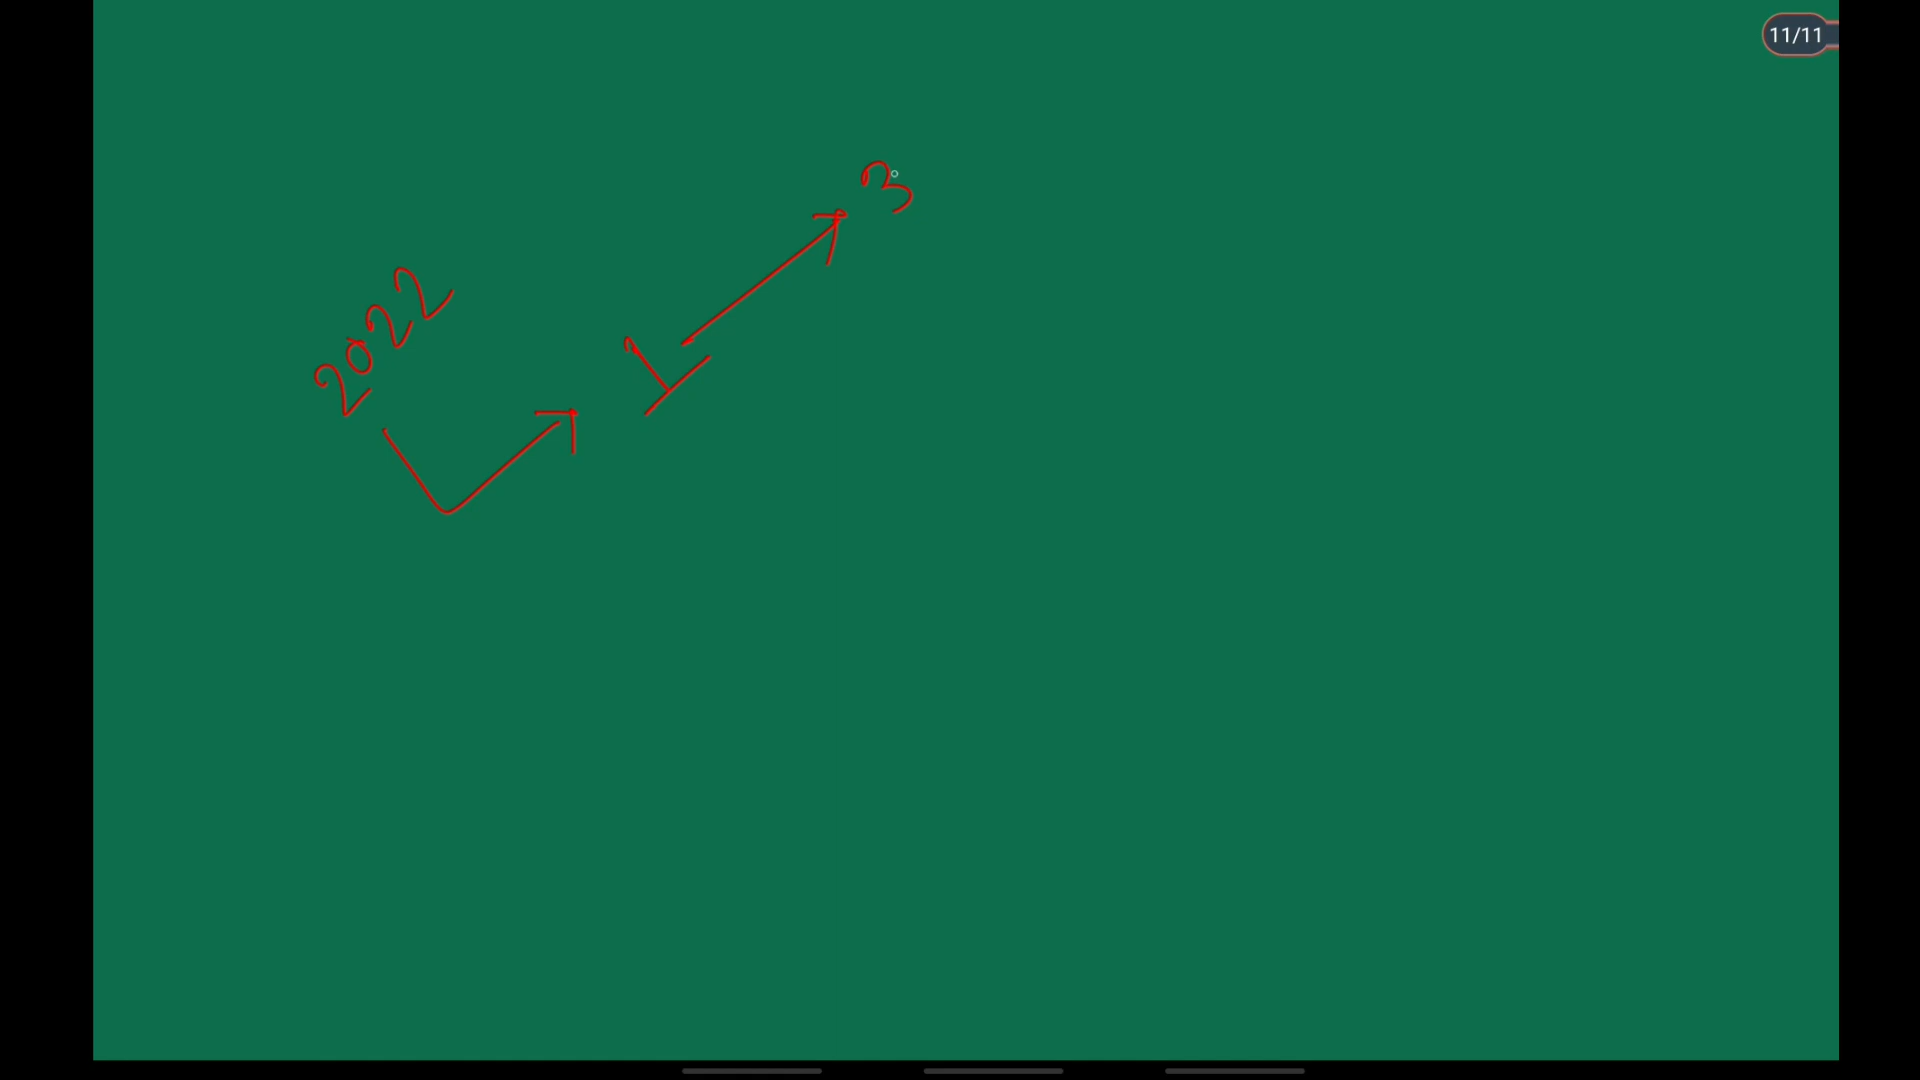 11/11
2022 → 1 → 3